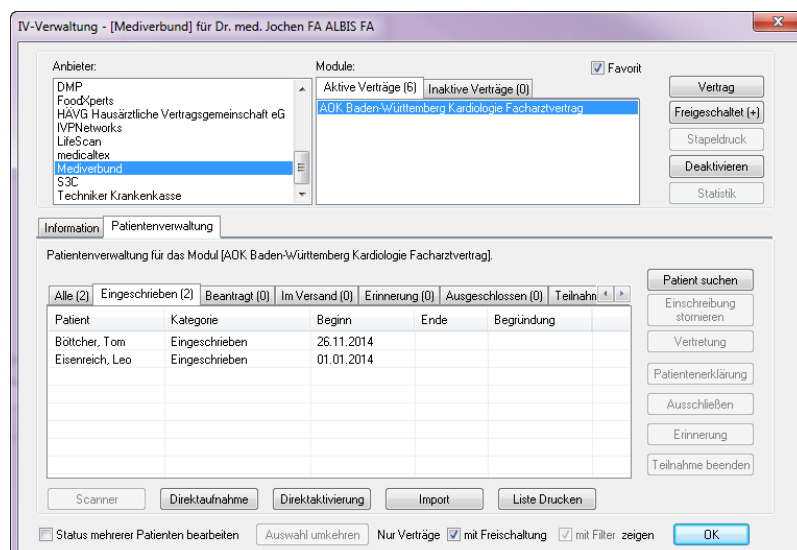 IV-Verwaltung - [Mediverbund] für Dr. med. Jochen FA ALBIS FA
x
Anbieter:
DMP
FoodXperts
HÄVG Hausärztliche Vertragsgemeinschaft eG
IVPNetworks
LifeScan
medicaltex
Mediverbund
S3C
Techniker Krankenkasse
Module:
Favorit
Aktive Verträge (6) Inaktive Verträge (0)
AOK Baden-Württemberg Kardiologie Facharztvertrag
Vertrag
Freigeschaltet (+)
Stapeldruck
Deaktivieren
Statistik
Information Patientenverwaltung
Patientenverwaltung für das Modul [AOK Baden-Württemberg Kardiologie Facharztvertrag].
Alle (2) Eingeschrieben (2) Beantragt (0) Im Versand (0) Erinnerung (0) Ausgeschlossen (0) Teilnahm
Patient Kategorie Beginn Ende Begründung
Böttcher, Tom Eingeschrieben 26.11.2014
Eisenreich, Leo Eingeschrieben 01.01.2014
Patient suchen
Einschreibung
stornieren
Vertretung
Patientenerklärung
Ausschließen
Erinnerung
Teilnahme beenden
Scanner Direktaufnahme Direktaktivierung Import Liste Drucken
Status mehrerer Patienten bearbeiten Auswahl umkehren Nur Verträge mit Freischaltung mit Filter zeigen OK